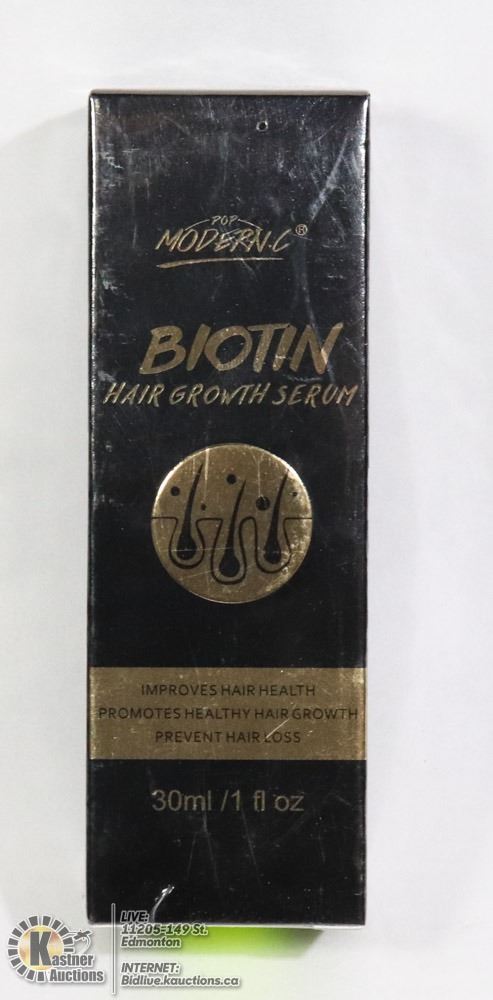 POP
MODERN.C®
BIOTIN
HAIR GROWTH SERUM
IMPROVES HAIR HEALTH
PROMOTES HEALTHY HAIR GROWTH
PREVENT HAIR LOSS
30ml /1 fl oz
Kastner
Auctions
LIVE:
11205-149 St.
Edmonton
INTERNET:
Bidlive.kauctions.ca